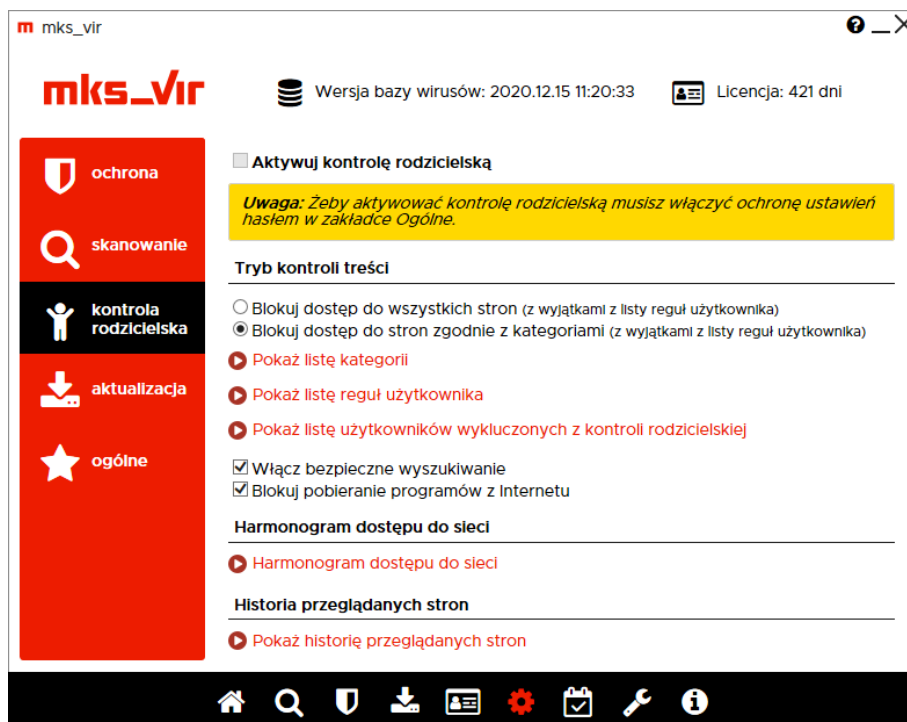 mks_vir
mks_vir
Wersja bazy wirusów: 2020.12.15 11:20:33
Licencja: 421 dni
ochrona
skanowanie
kontrola
rodzicielska
aktualizacja
ogólne
Aktywuj kontrolę rodzicielską
Uwaga: Żeby aktywować kontrolę rodzicielską musisz włączyć ochronę ustawień
hasłem w zakładce Ogólne.
Tryb kontroli treści
Blokuj dostęp do wszystkich stron (z wyjątkami z listy reguł użytkownika)
Blokuj dostęp do stron zgodnie z kategoriami (z wyjątkami z listy reguł użytkownika)
Pokaż listę kategorii
Pokaż listę reguł użytkownika
Pokaż listę użytkowników wykluczonych z kontroli rodzicielskiej
Włącz bezpieczne wyszukiwanie
Blokuj pobieranie programów z Internetu
Harmonogram dostępu do sieci
Harmonogram dostępu do sieci
Historia przeglądanych stron
Pokaż historię przeglądanych stron